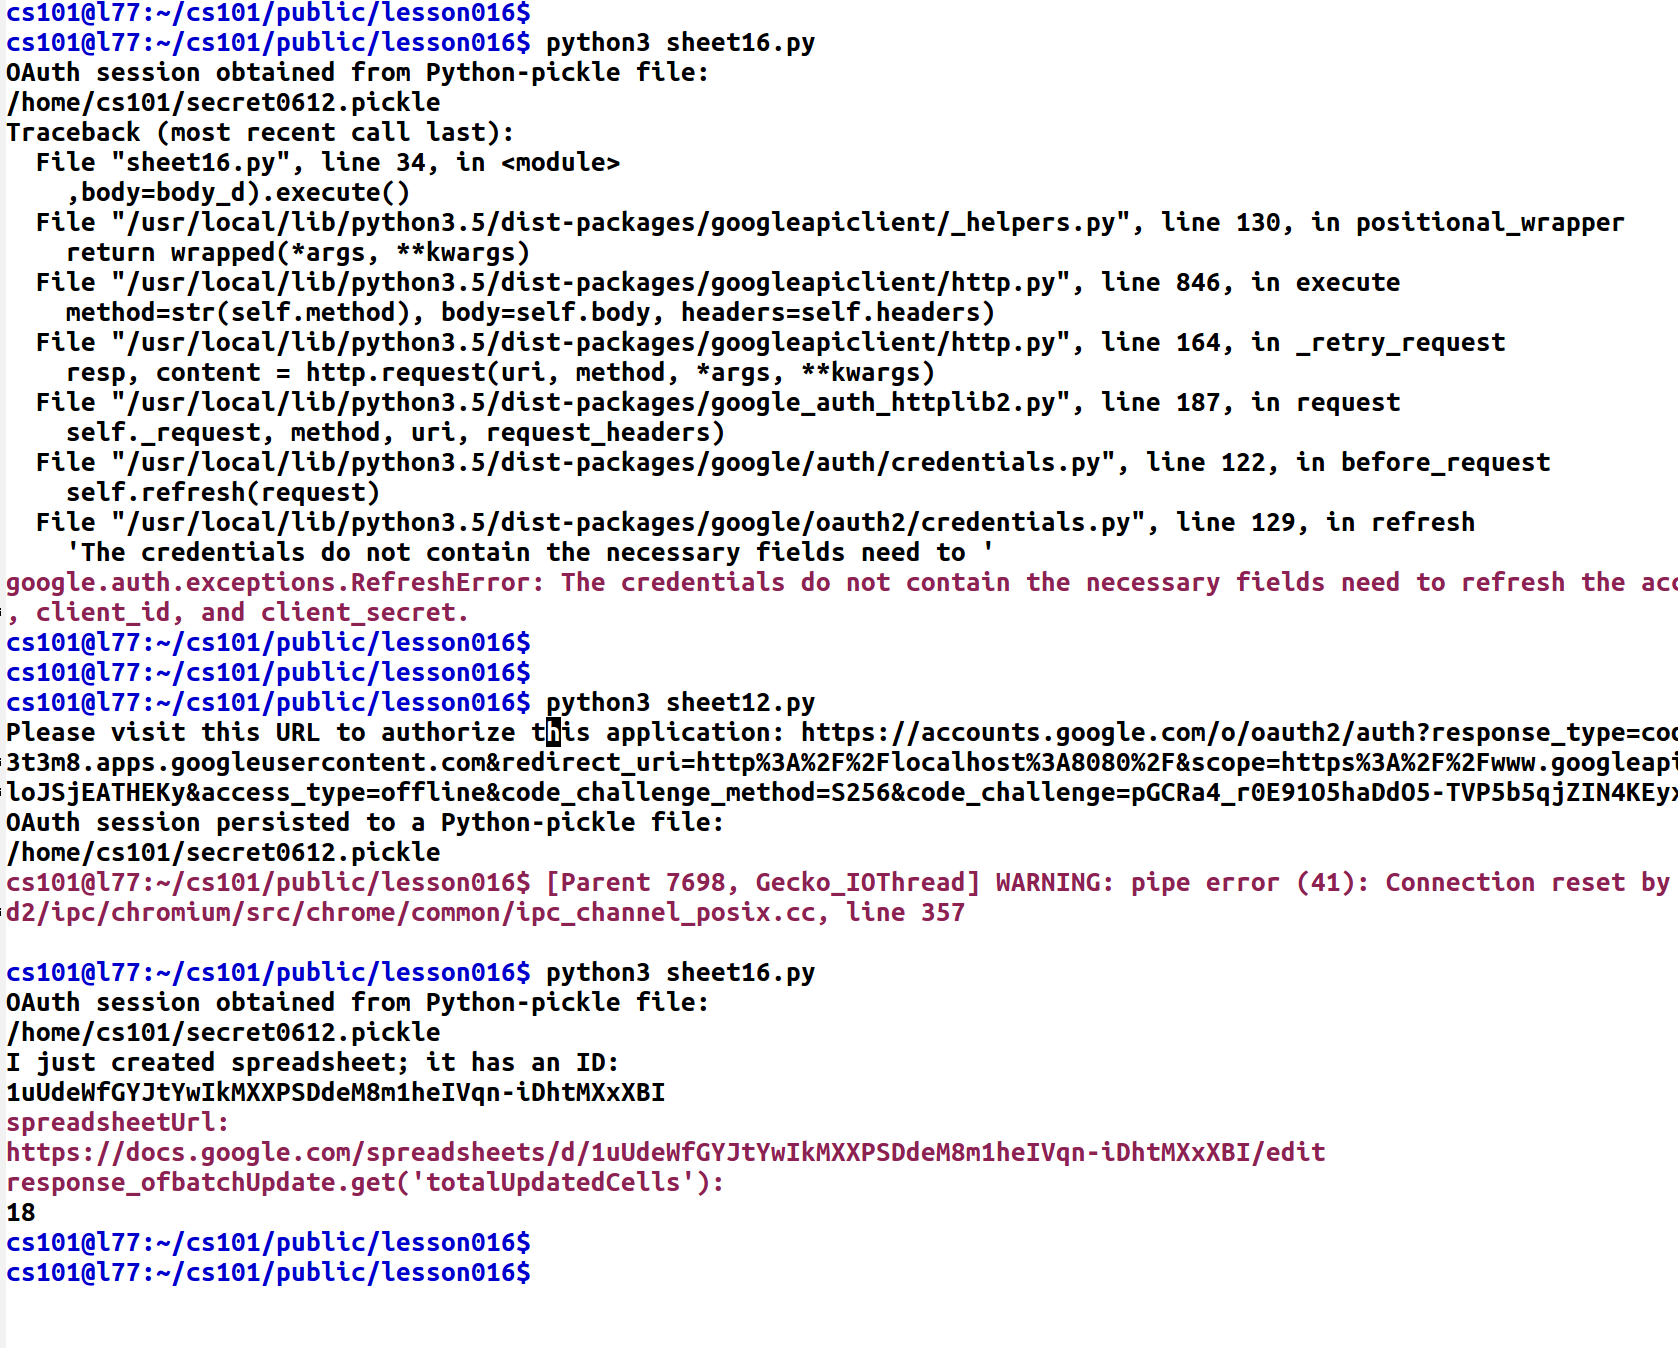 cs101@l77:~/cs101/public/lesson016$
cs101@l77:~/cs101/public/lesson016$ python3 sheet16.py
OAuth session obtained from Python-pickle file:
/home/cs101/secret0612.pickle
Traceback (most recent call last):
  File "sheet16.py", line 34, in <module>
    ,body=body_d).execute()
  File "/usr/local/lib/python3.5/dist-packages/googleapiclient/_helpers.py", line 130, in positional_wrapper
    return wrapped(*args, **kwargs)
  File "/usr/local/lib/python3.5/dist-packages/googleapiclient/http.py", line 846, in execute
    method=str(self.method), body=self.body, headers=self.headers)
  File "/usr/local/lib/python3.5/dist-packages/googleapiclient/http.py", line 164, in _retry_request
    resp, content = http.request(uri, method, *args, **kwargs)
  File "/usr/local/lib/python3.5/dist-packages/google_auth_httplib2.py", line 187, in request
    self._request, method, uri, request_headers)
  File "/usr/local/lib/python3.5/dist-packages/google/auth/credentials.py", line 122, in before_request
    self.refresh(request)
  File "/usr/local/lib/python3.5/dist-packages/google/oauth2/credentials.py", line 129, in refresh
    'The credentials do not contain the necessary fields need to '
google.auth.exceptions.RefreshError: The credentials do not contain the necessary fields need to refresh the acc
, client_id, and client_secret.
cs101@l77:~/cs101/public/lesson016$
cs101@l77:~/cs101/public/lesson016$
cs101@l77:~/cs101/public/lesson016$ python3 sheet12.py
Please visit this URL to authorize this application: https://accounts.google.com/o/oauth2/auth?response_type=cod
3t3m8.apps.googleusercontent.com&redirect_uri=http%3A%2F%2Flocalhost%3A8080%2F&scope=https%3A%2F%2Fwww.googleapi
loJSjEATHEKy&access_type=offline&code_challenge_method=S256&code_challenge=pGCRa4_r0E91O5haDdO5-TVP5b5qjZIN4KEyx
OAuth session persisted to a Python-pickle file:
/home/cs101/secret0612.pickle
cs101@l77:~/cs101/public/lesson016$ [Parent 7698, Gecko_IOThread] WARNING: pipe error (41): Connection reset by
d2/ipc/chromium/src/chrome/common/ipc_channel_posix.cc, line 357
cs101@l77:~/cs101/public/lesson016$ python3 sheet16.py
OAuth session obtained from Python-pickle file:
/home/cs101/secret0612.pickle
I just created spreadsheet; it has an ID:
1uUdeWfGYJtYwIkMXXPSDdeM8m1heIVqn-iDhtMXxXBI
spreadsheetUrl:
https://docs.google.com/spreadsheets/d/1uUdeWfGYJtYwIkMXXPSDdeM8m1heIVqn-iDhtMXxXBI/edit
response_ofbatchUpdate.get('totalUpdatedCells'):
18
cs101@l77:~/cs101/public/lesson016$
cs101@l77:~/cs101/public/lesson016$